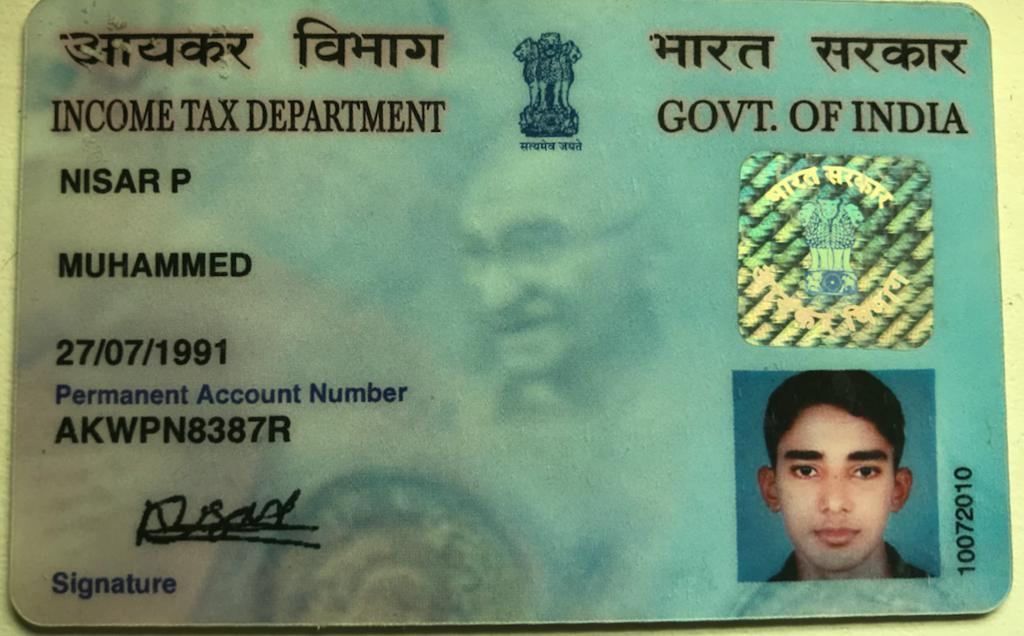 आयकर विभाग
भारत सरकार
INCOME TAX DEPARTMENT
GOVT. OF INDIA
सत्यमेव जयते
NISAR P
MUHAMMED
27/07/1991
Permanent Account Number
AKWPN8387R
Signature
भारत सरकार
आयकर विभाग
10072010